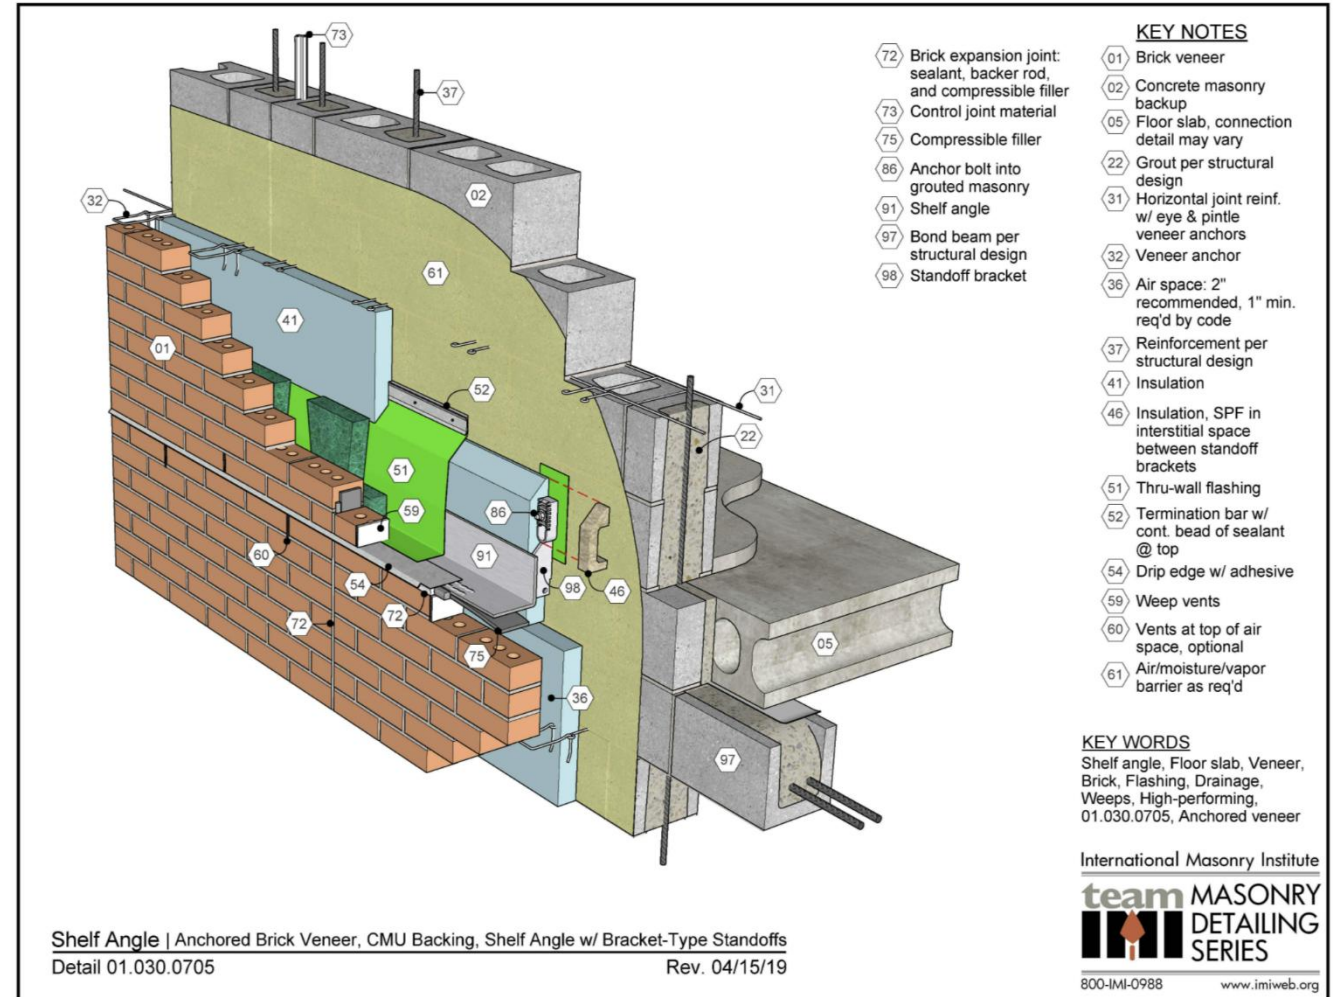 73
37
02
32
61
41
01
52
31
22
51
59
86
60
91
54
98
46
72
72
75
05
36
97
72 Brick expansion joint:
sealant, backer rod,
and compressible filler
73 Control joint material
75 Compressible filler
86 Anchor bolt into
grouted masonry
91 Shelf angle
97 Bond beam per
structural design
98 Standoff bracket
KEY NOTES
01 Brick veneer
02 Concrete masonry
backup
05 Floor slab, connection
detail may vary
22 Grout per structural
design
31 Horizontal joint reinf.
w/ eye & pintle
veneer anchors
32 Veneer anchor
36 Air space: 2"
recommended, 1" min.
req'd by code
37 Reinforcement per
structural design
41 Insulation
46 Insulation, SPF in
interstitial space
between standoff
brackets
51 Thru-wall flashing
52 Termination bar w/
cont. bead of sealant
@ top
54 Drip edge w/ adhesive
59 Weep vents
60 Vents at top of air
space, optional
61 Air/moisture/vapor
barrier as req'd
KEY WORDS
Shelf angle, Floor slab, Veneer,
Brick, Flashing, Drainage,
Weeps, High-performing,
01.030.0705, Anchored veneer
International Masonry Institute
team IMI MASONRY
DETAILING
SERIES
800-IMI-0988 www.imiweb.org
Shelf Angle | Anchored Brick Veneer, CMU Backing, Shelf Angle w/ Bracket-Type Standoffs
Detail 01.030.0705 Rev. 04/15/19